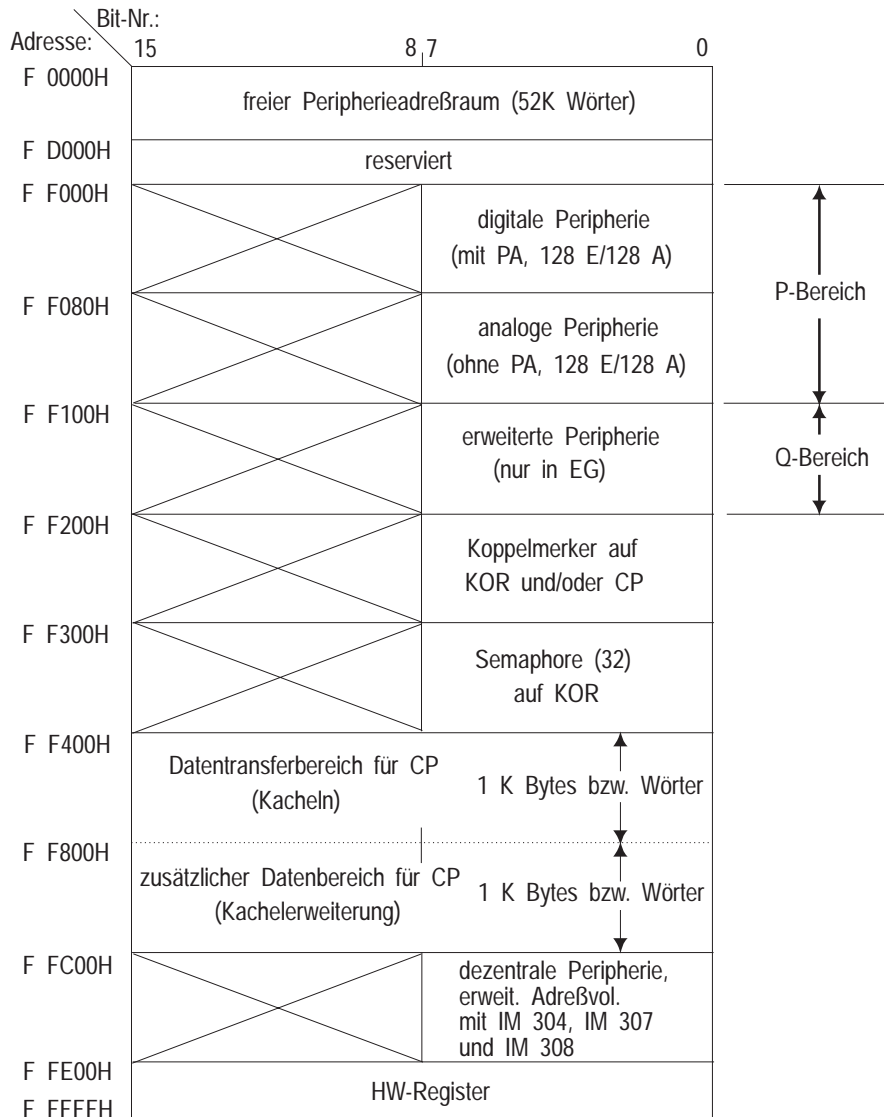 Bit-Nr.:
Adresse: 15 8 7 0
F 0000H
freier Peripherieadreßraum (52K Wörter)
F D000H
reserviert
F F000H
digitale Peripherie
(mit PA, 128 E/128 A)
P-Bereich
F F080H
analoge Peripherie
(ohne PA, 128 E/128 A)
F F100H
erweiterte Peripherie
(nur in EG)
Q-Bereich
F F200H
Koppelmerker auf
KOR und/oder CP
F F300H
Semaphore (32)
auf KOR
F F400H
Datentransferbereich für CP
(Kacheln)
1 K Bytes bzw. Wörter
F F800H
zusätzlicher Datenbereich für CP
(Kachelerweiterung)
1 K Bytes bzw. Wörter
F FC00H
dezentrale Peripherie,
erweit. Adreßvol.
mit IM 304, IM 307
und IM 308
F FE00H
HW-Register
F FFFFH